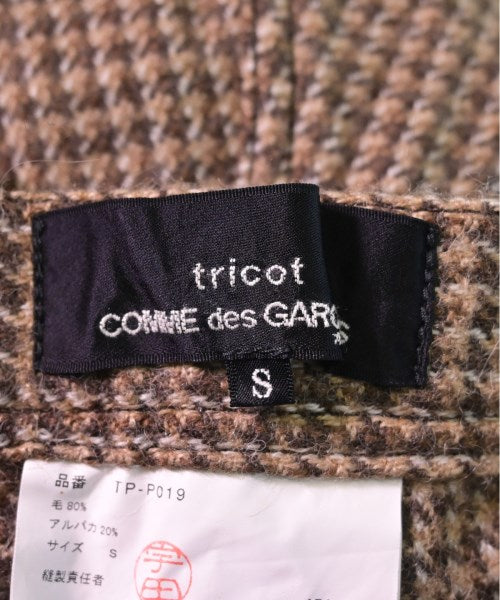 tricot
COMME des GARÇ
S
品番 TP-P019
毛 80%
アルパカ 20%
サイズ S
縫製責任者